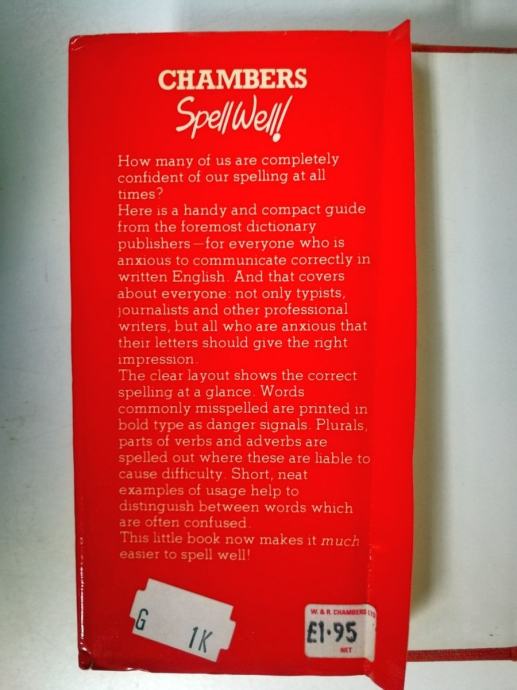 CHAMBERS
Spell Well!
How many of us are completely
confident of our spelling at all
times?
Here is a handy and compact guide
from the foremost dictionary
publishers—for everyone who is
anxious to communicate correctly in
written English. And that covers
about everyone: not only typists,
journalists and other professional
writers, but all who are anxious that
their letters should give the right
impression.
The clear layout shows the correct
spelling at a glance. Words
commonly misspelled are printed in
bold type as danger signals. Plurals,
parts of verbs and adverbs are
spelled out where these are liable to
cause difficulty. Short, neat
examples of usage help to
distinguish between words which
are often confused.
This little book now makes it much
easier to spell well!
G 1K
W. & R. CHAMBERS LTD
£1·95
NET